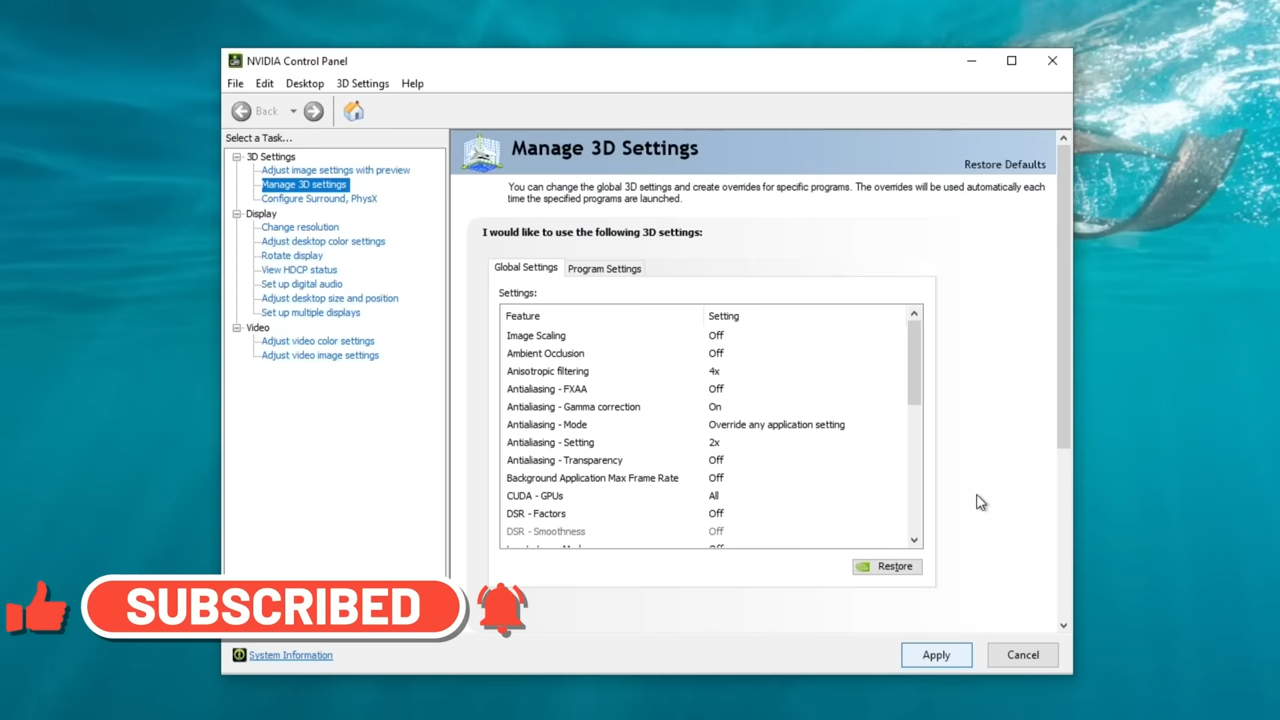 NVIDIA Control Panel
File Edit Desktop 3D Settings Help
Back
Select a Task...
3D Settings
Adjust image settings with preview
Manage 3D settings
Configure Surround, PhysX
Display
Change resolution
Adjust desktop color settings
Rotate display
View HDCP status
Set up digital audio
Adjust desktop size and position
Set up multiple displays
Video
Adjust video color settings
Adjust video image settings
Manage 3D Settings
Restore Defaults
You can change the global 3D settings and create overrides for specific programs. The overrides will be used automatically each
time the specified programs are launched.
I would like to use the following 3D settings:
Global Settings Program Settings
Settings:
Feature Setting
Image Scaling Off
Ambient Occlusion Off
Anisotropic filtering 4x
Antialiasing - FXAA Off
Antialiasing - Gamma correction On
Antialiasing - Mode Override any application setting
Antialiasing - Setting 2x
Antialiasing - Transparency Off
Background Application Max Frame Rate Off
CUDA - GPUs All
DSR - Factors Off
DSR - Smoothness Off
Restore
SUBSCRIBED
System Information
Apply Cancel